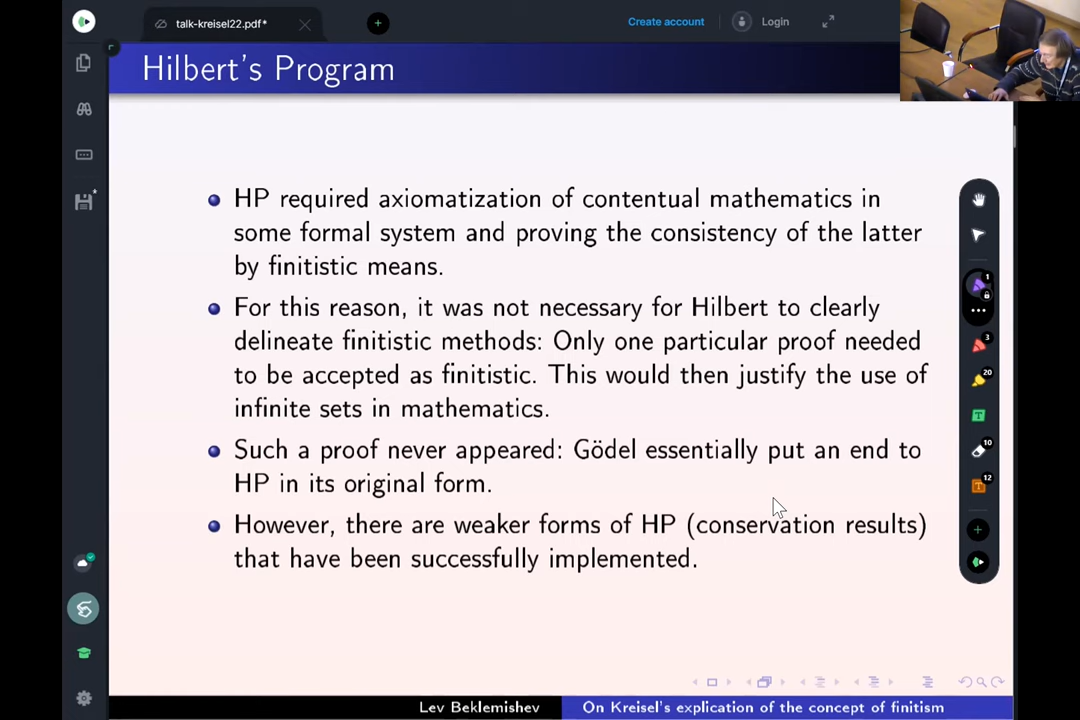 talk-kreisel22.pdf*
Create account
Login
Hilbert's Program
HP required axiomatization of contentual mathematics in
some formal system and proving the consistency of the latter
by finitistic means.
For this reason, it was not necessary for Hilbert to clearly
delineate finitistic methods: Only one particular proof needed
to be accepted as finitistic. This would then justify the use of
infinite sets in mathematics.
Such a proof never appeared: Gödel essentially put an end to
HP in its original form.
However, there are weaker forms of HP (conservation results)
that have been successfully implemented.
1
3
20
T
10
T
12
Lev Beklemishev
On Kreisel's explication of the concept of finitism